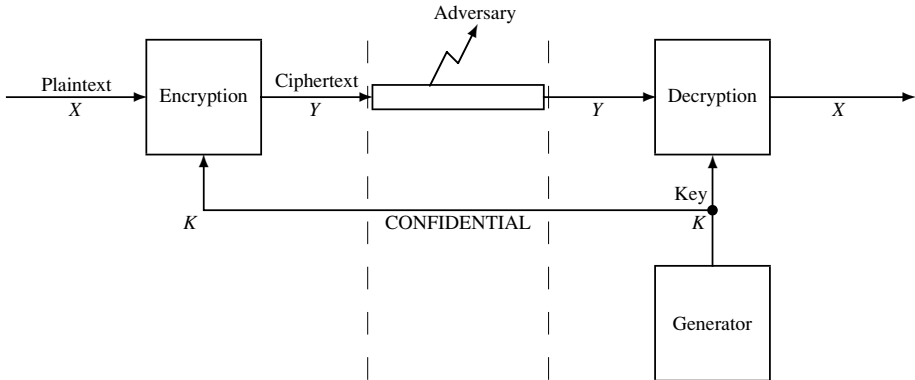 Adversary
Plaintext
X
Encryption
Ciphertext
Y
Y
Decryption
X
Key
K
CONFIDENTIAL
K
Generator